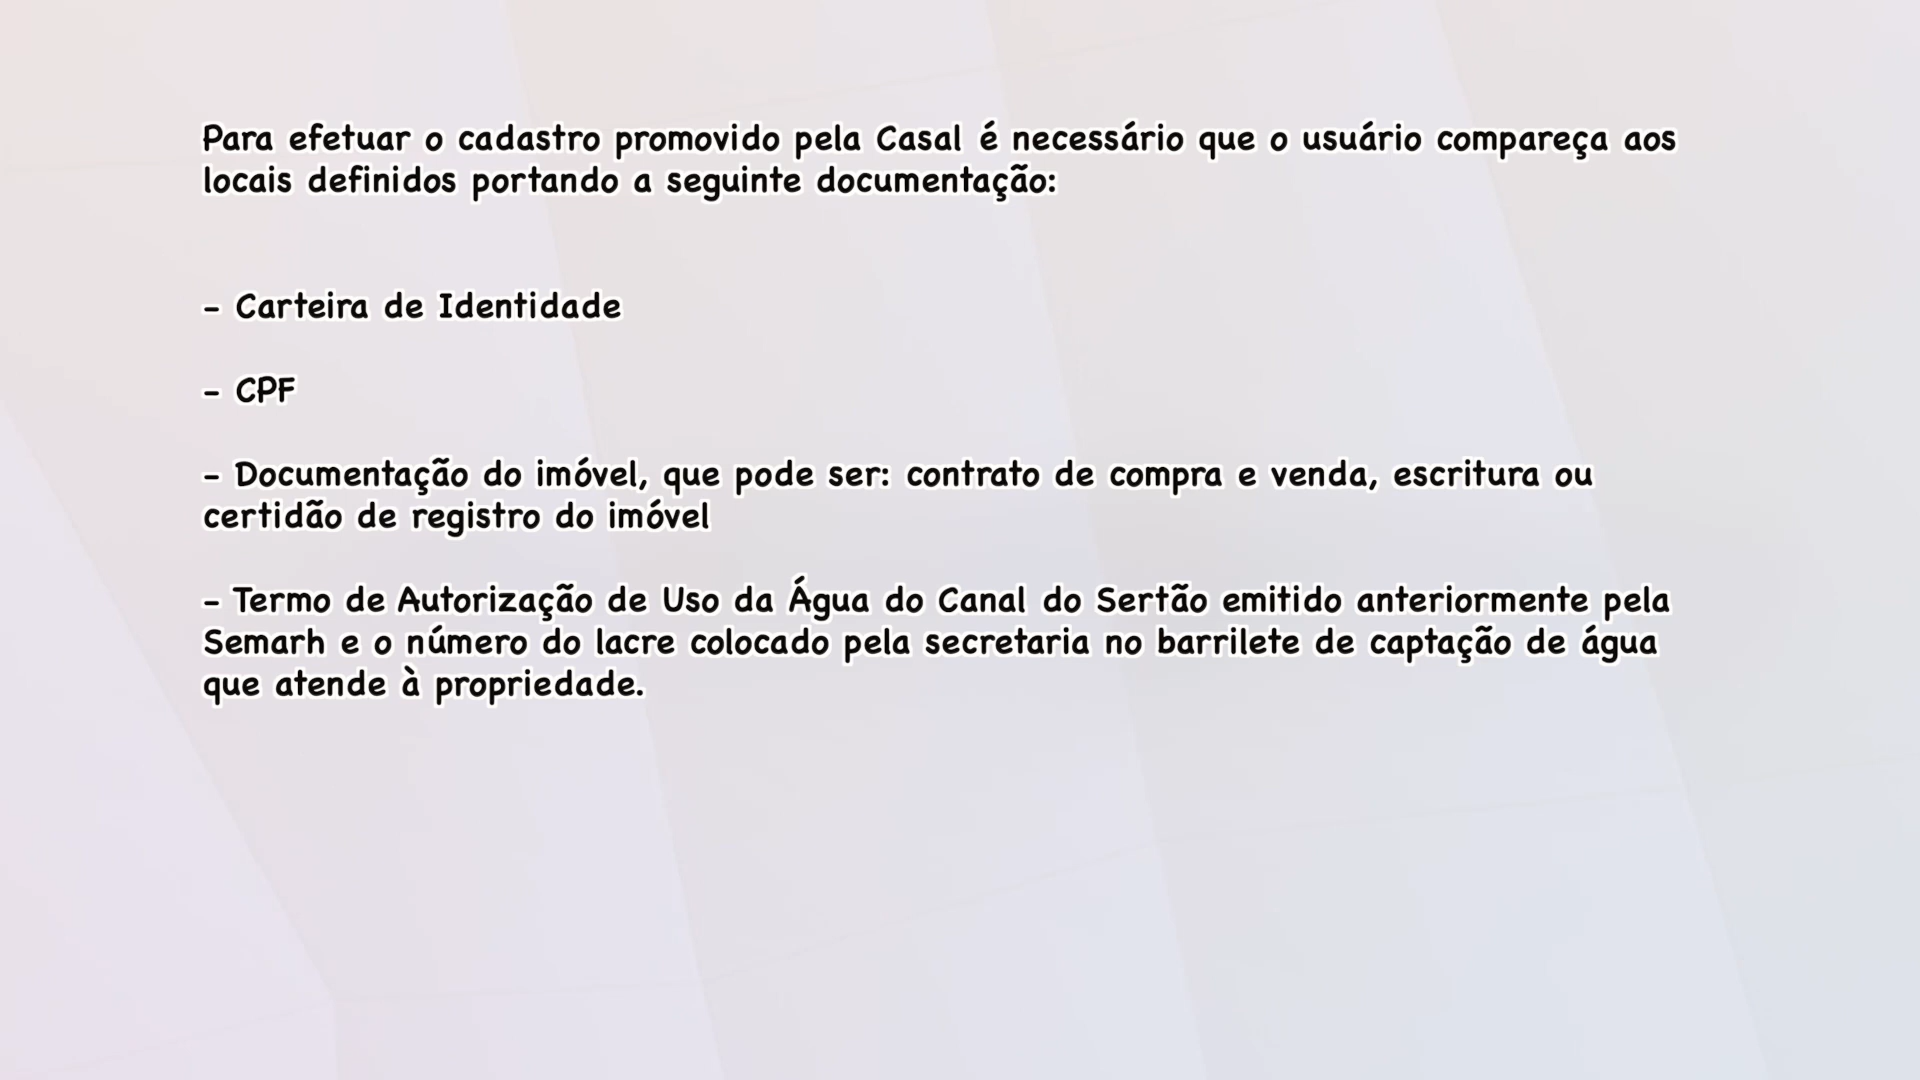 Para efetuar o cadastro promovido pela Casal é necessário que o usuário compareça aos
locais definidos portando a seguinte documentação:
- Carteira de Identidade
- CPF
- Documentação do imóvel, que pode ser: contrato de compra e venda, escritura ou
certidão de registro do imóvel
- Termo de Autorização de Uso da Água do Canal do Sertão emitido anteriormente pela
Semarh e o número do lacre colocado pela secretaria no barrilete de captação de água
que atende à propriedade.